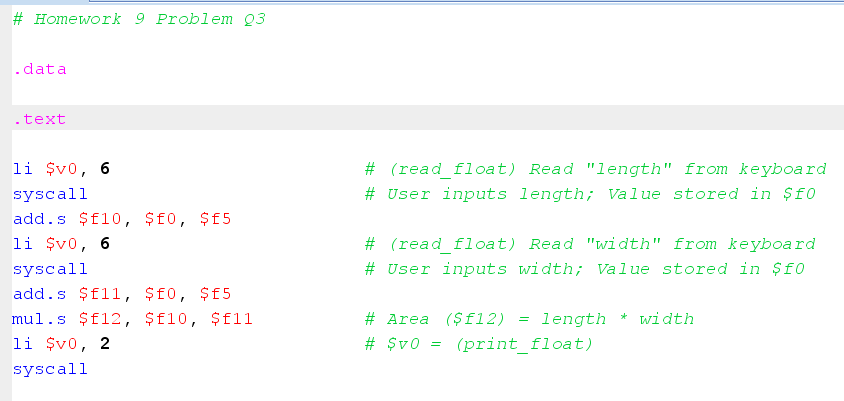 # Homework 9 Problem Q3
.data
.text
li $v0, 6 # (read_float) Read "length" from keyboard
syscall # User inputs length; Value stored in $f0
add.s $f10, $f0, $f5
li $v0, 6 # (read_float) Read "width" from keyboard
syscall # User inputs width; Value stored in $f0
add.s $f11, $f0, $f5
mul.s $f12, $f10, $f11 # Area ($f12) = length * width
li $v0, 2 # $v0 = (print_float)
syscall